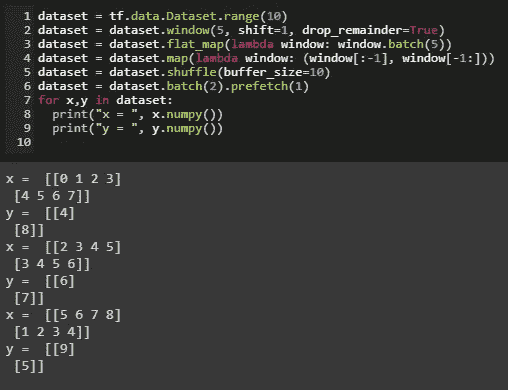 1 dataset = tf.data.Dataset.range(10)
2 dataset = dataset.window(5, shift=1, drop_remainder=True)
3 dataset = dataset.flat_map(lambda window: window.batch(5))
4 dataset = dataset.map(lambda window: (window[:-1], window[-1:]))
5 dataset = dataset.shuffle(buffer_size=10)
6 dataset = dataset.batch(2).prefetch(1)
7 for x,y in dataset:
8   print("x = ", x.numpy())
9   print("y = ", y.numpy())
10
x =  [[0 1 2 3]
 [4 5 6 7]]
y =  [[4]
 [8]]
x =  [[2 3 4 5]
 [3 4 5 6]]
y =  [[6]
 [7]]
x =  [[5 6 7 8]
 [1 2 3 4]]
y =  [[9]
 [5]]